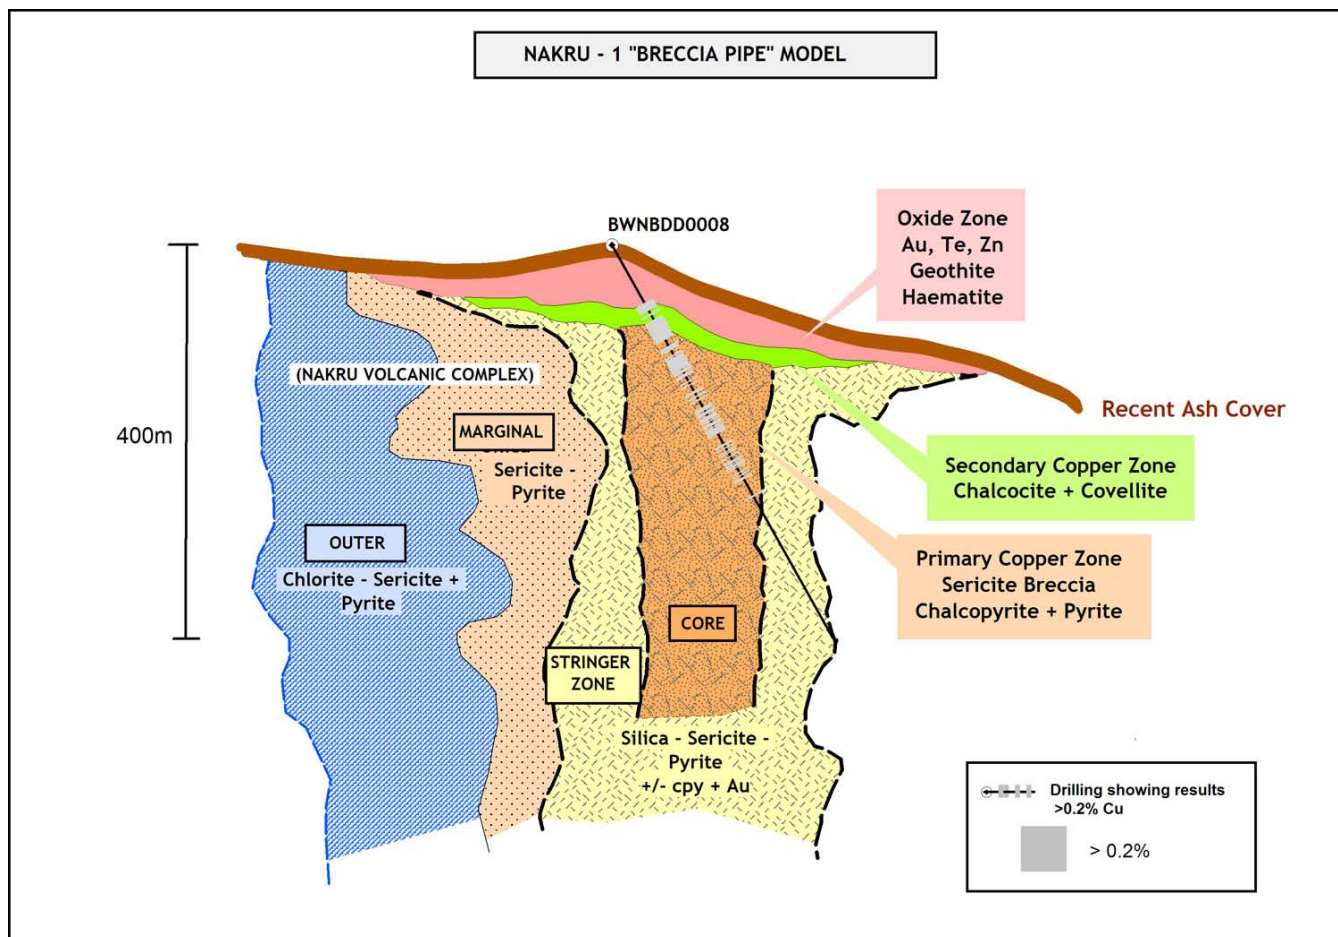 NAKRU - 1 "BRECCIA PIPE" MODEL
BWNBDD0008
Oxide Zone
Au, Te, Zn
Geothite
Haematite
(NAKRU VOLCANIC COMPLEX)
Recent Ash Cover
400m
MARGINAL
Sericite -
Pyrite
Secondary Copper Zone
Chalcocite + Covellite
OUTER
Chlorite - Sericite +
Pyrite
Primary Copper Zone
Sericite Breccia
Chalcopyrite + Pyrite
CORE
STRINGER
ZONE
Silica - Sericite -
Pyrite
+/- cpy + Au
Drilling showing results
>0.2% Cu
> 0.2%